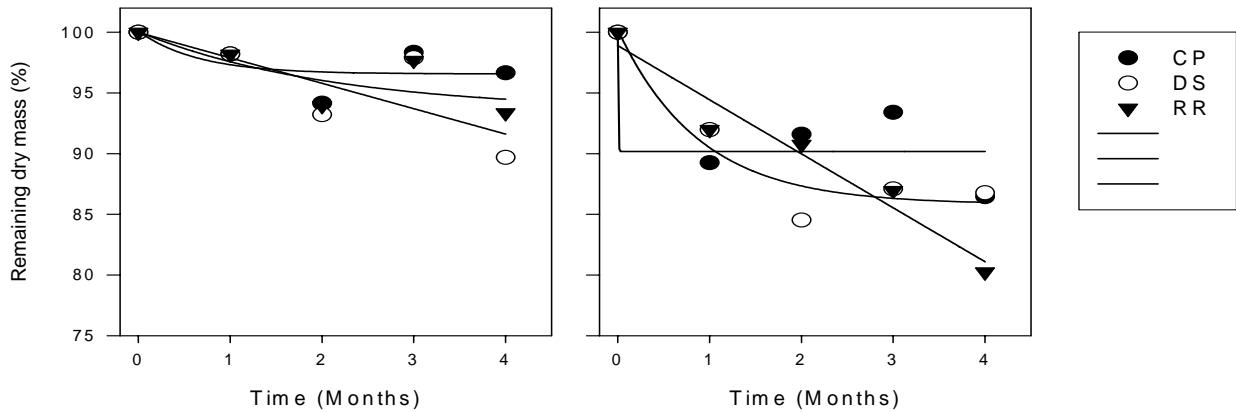 Remaining dry mass (%)
100
95
90
85
80
75
0 1 2 3 4
Time (Months)
0 1 2 3 4
Time (Months)
CP
DS
RR